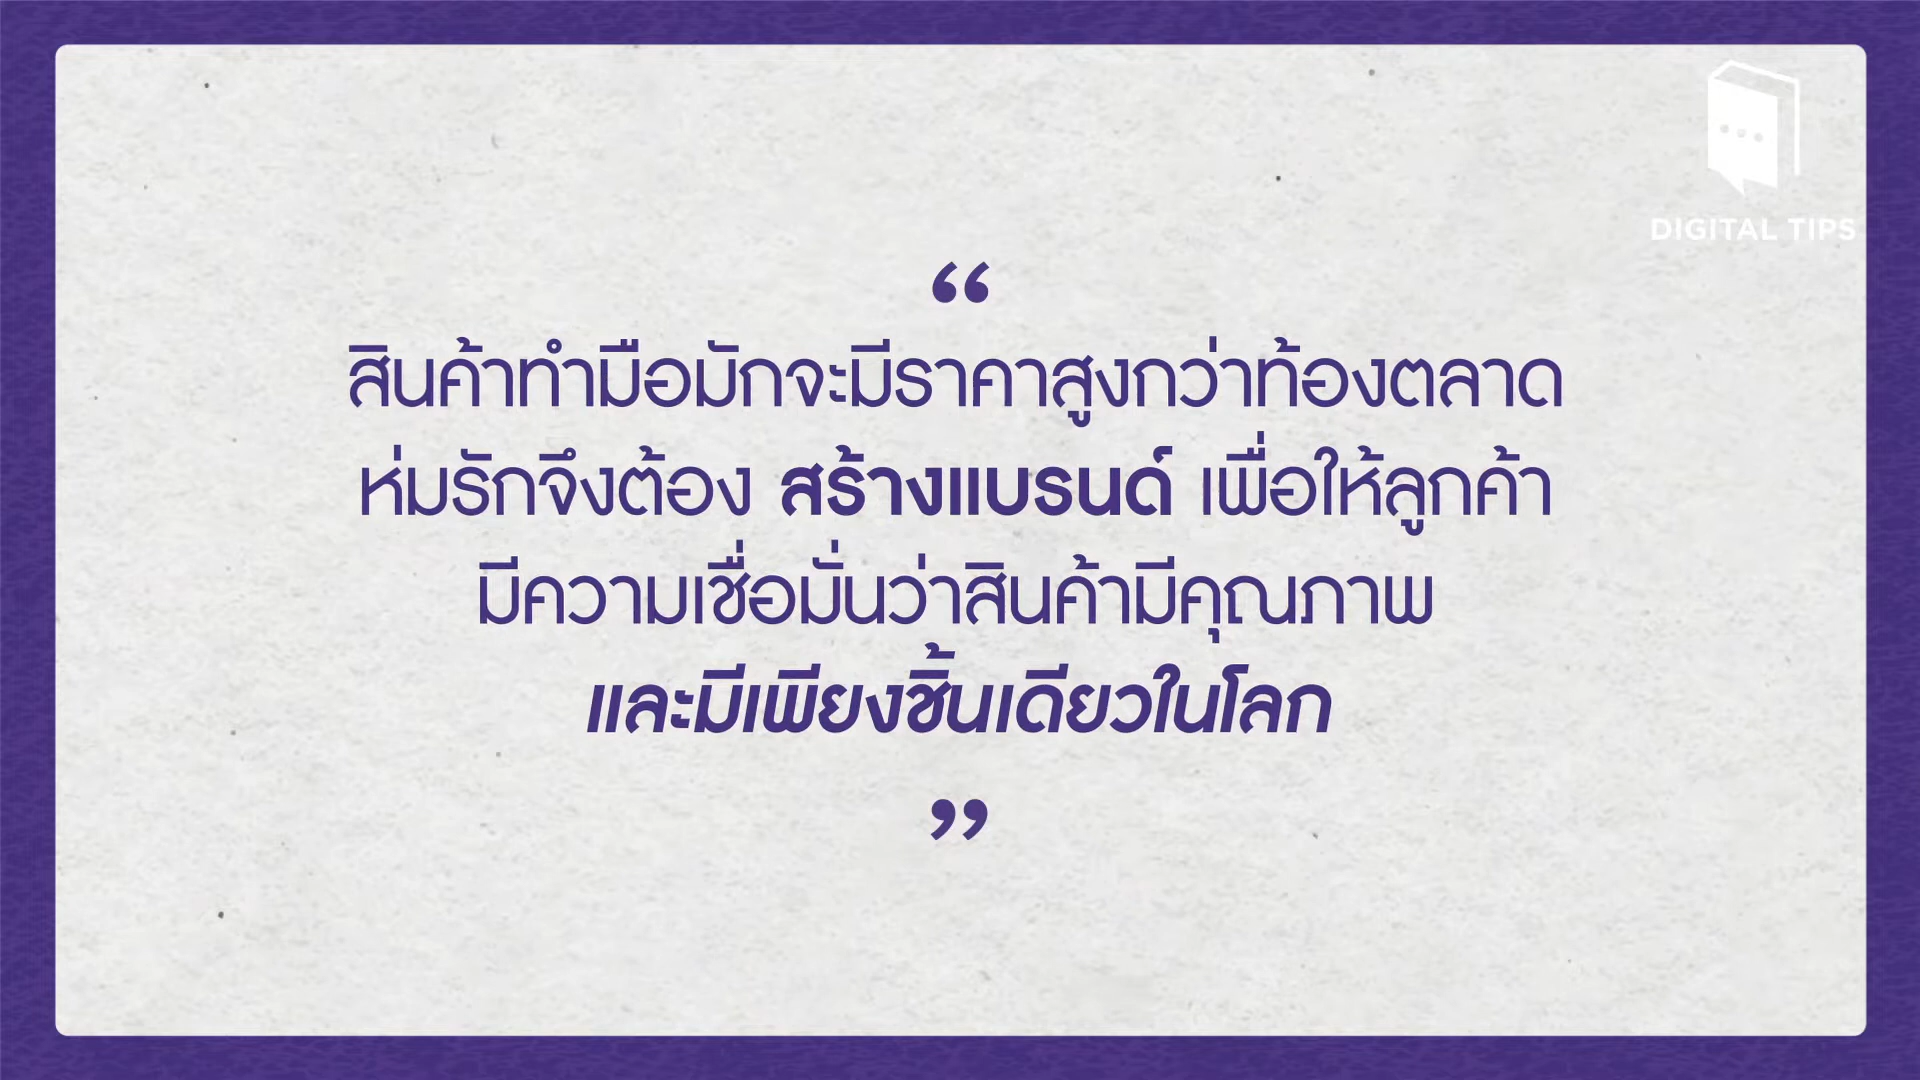 DIGITAL TIPS
“
สินค้าทำมือมักจะมีราคาสูงกว่าท้องตลาด
ห่มรักจึงต้อง สร้างแบรนด์ เพื่อให้ลูกค้า
มีความเชื่อมั่นว่าสินค้ามีคุณภาพ
และมีเพียงชิ้นเดียวในโลก
”